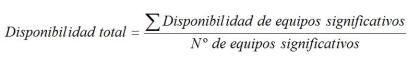 Disponibilidad total = ∑ Disponibilidad de equipos significativos
N° de equipos significativos